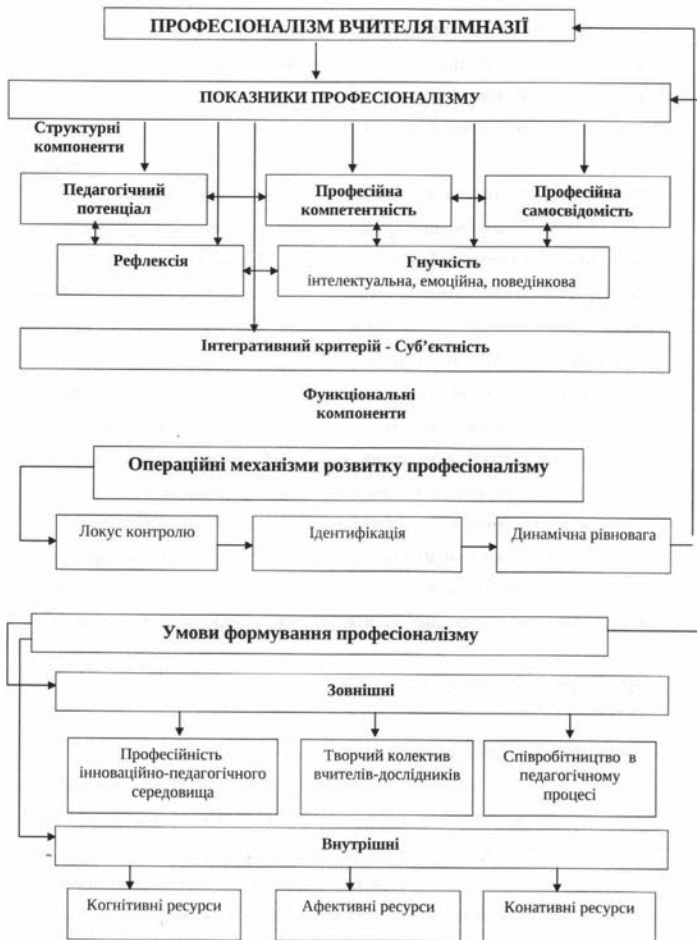 ПРОФЕСІОНАЛІЗМ ВЧИТЕЛЯ ГІМНАЗІЇ
ПОКАЗНИКИ ПРОФЕСІОНАЛІЗМУ
Структурні
компоненти
Педагогічний
потенціал
Професійна
компетентність
Професійна
самосвідомість
Рефлексія
Гнучкість
інтелектуальна, емоційна, поведінкова
Інтегративний критерій - Суб’єктність
Функціональні
компоненти
Операційні механізми розвитку професіоналізму
Локус контролю
Ідентифікація
Динамічна рівновага
Умови формування професіоналізму
Зовнішні
Професійність
інноваційно-педагогічного
середовища
Творчий колектив
вчителів-дослідників
Співробітництво в
педагогічному
процесі
Внутрішні
Когнітивні ресурси
Афективні ресурси
Конативні ресурси